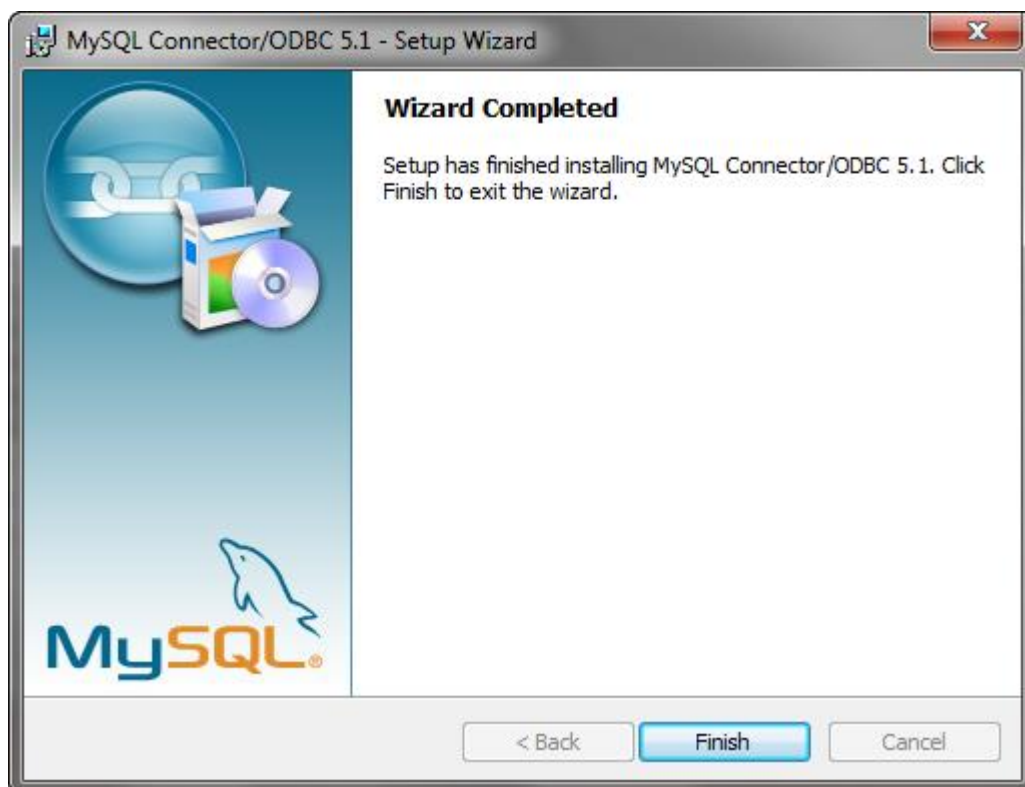 MySQL Connector/ODBC 5.1 - Setup Wizard
Wizard Completed
Setup has finished installing MySQL Connector/ODBC 5.1. Click
Finish to exit the wizard.
MySQL®
< Back
Finish
Cancel